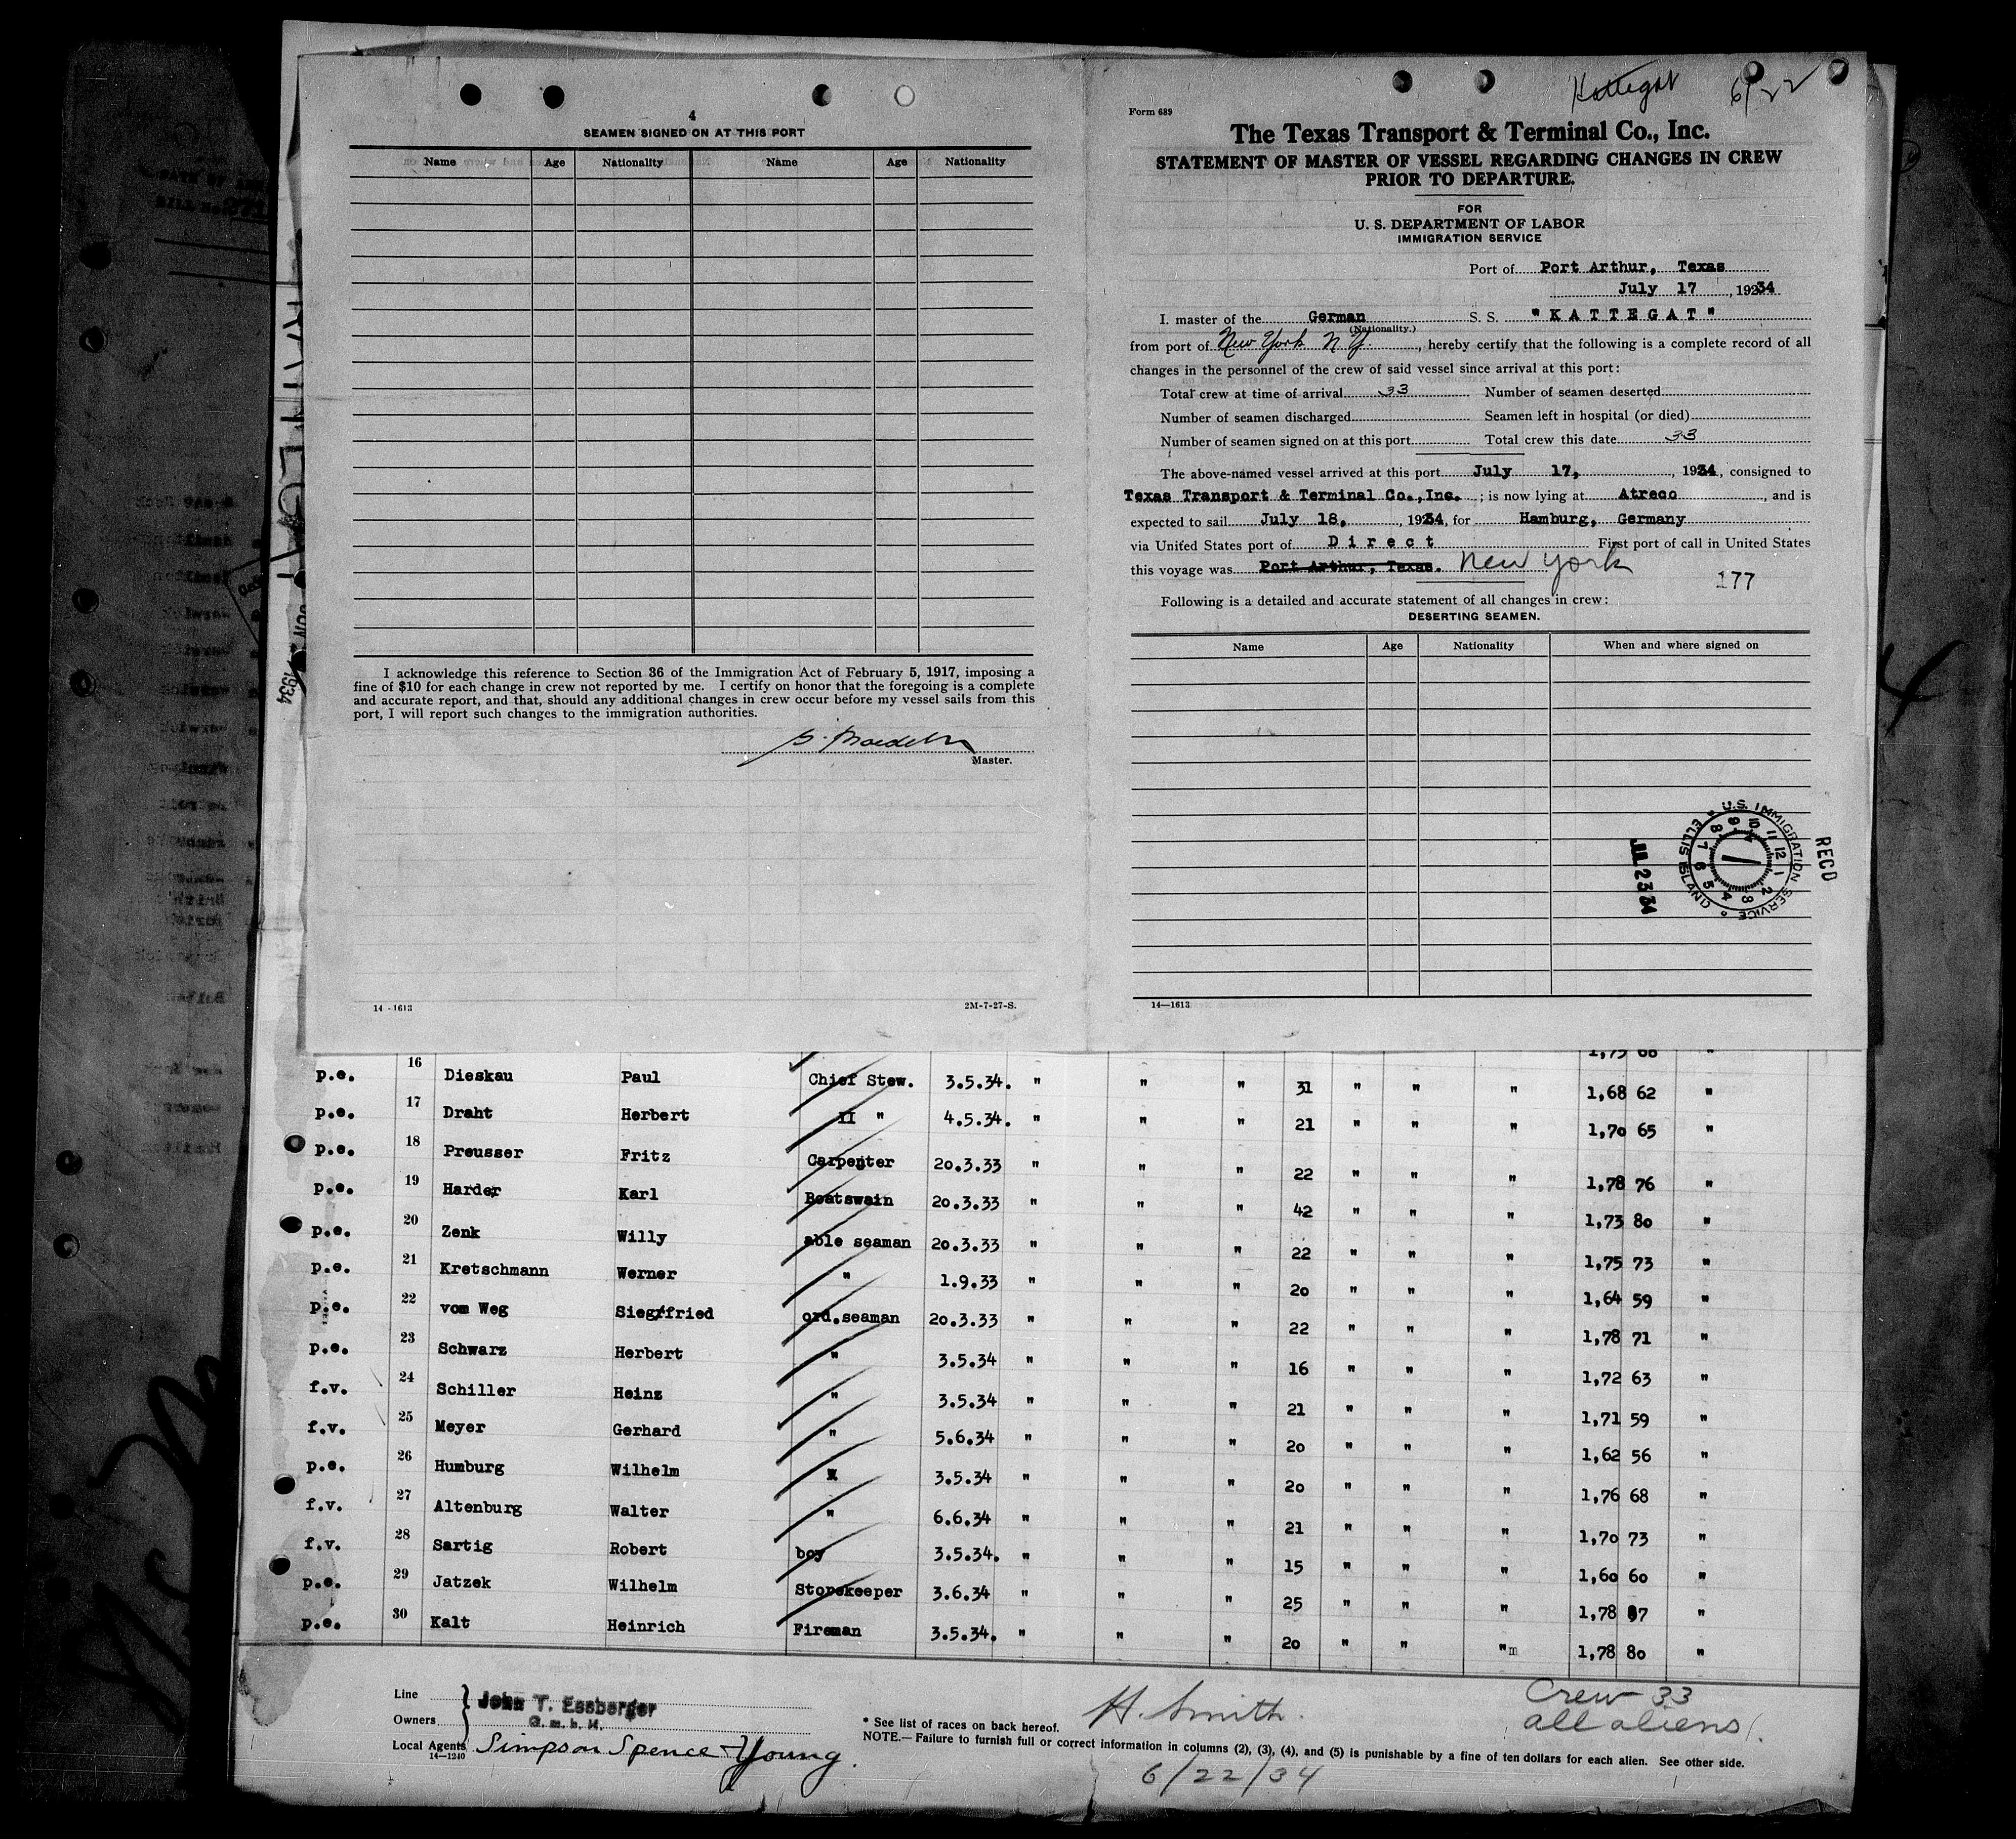 4
SEAMEN SIGNED ON AT THIS PORT
Name Age Nationality Name Age Nationality
I acknowledge this reference to Section 36 of the Immigration Act of February 5, 1917, imposing a
fine of $10 for each change in crew not reported by me. I certify on honor that the foregoing is a complete
and accurate report, and that, should any additional changes in crew occur before my vessel sails from this
port, I will report such changes to the immigration authorities.
Master.
14-1613 2M-7-27-S.
Kattegat 6/22
Form 689
The Texas Transport & Terminal Co., Inc.
STATEMENT OF MASTER OF VESSEL REGARDING CHANGES IN CREW
PRIOR TO DEPARTURE.
FOR
U. S. DEPARTMENT OF LABOR
IMMIGRATION SERVICE
Port of Port Arthur, Texas
July 17, 1934
I. master of the German S. S. "KATTEGAT"
(Nationality.)
from port of New York N Y, hereby certify that the following is a complete record of all
changes in the personnel of the crew of said vessel since arrival at this port:
Total crew at time of arrival 33 Number of seamen deserted
Number of seamen discharged Seamen left in hospital (or died)
Number of seamen signed on at this port Total crew this date 33
The above-named vessel arrived at this port July 17, 1934, consigned to
Texas Transport & Terminal Co.,Inc. ; is now lying at Atreco, and is
expected to sail July 18, 1934, for Hamburg, Germany
via United States port of Direct First port of call in United States
this voyage was Port Arthur, Texas. New York
177
Following is a detailed and accurate statement of all changes in crew:
DESERTING SEAMEN.
Name Age Nationality When and where signed on
U.S. IMMIGRATION SERVICE ELLIS ISLAND
RECD
JUL 23 34
14—1613
1,75 68 "
p.e. 16 Dieskau Paul Chief Stew. 3.5.34. " " " 31 " " " 1,68 62 "
p.e. 17 Draht Herbert II " 4.5.34. " " " 21 " " " 1,70 65 "
p.e. 18 Preusser Fritz Carpenter 20.3.33 " " " 22 " " " 1,78 76 "
p.e. 19 Harder Karl Boatswain 20.3.33 " " " 42 " " " 1,73 80 "
p.e. 20 Zenk Willy able seaman 20.3.33 " " " 22 " " " 1,75 73 "
p.e. 21 Kretschmann Werner " 1.9.33 " " " 20 " " " 1,64 59 "
p.e. 22 vom Weg Siegfried ord.seaman 20.3.33 " " " 22 " " " 1,78 71 "
p.e. 23 Schwarz Herbert " 3.5.34 " " " 16 " " " 1,72 63 "
f.v. 24 Schiller Heinz " 3.5.34 " " " 21 " " " 1,71 59 "
f.v. 25 Meyer Gerhard " 5.6.34 " " " 20 " " " 1,62 56 "
p.e. 26 Humburg Wilhelm " 3.5.34 " " " 20 " " " 1,76 68 "
f.v. 27 Altenburg Walter " 6.6.34 " " " 21 " " " 1,70 73 "
f.v. 28 Sartig Robert boy 3.5.34. " " " 15 " " " 1,60 60 "
p.e. 29 Jatzek Wilhelm Storekeeper 3.6.34 " " " 25 " " " 1,78 "
p.e. 30 Kalt Heinrich Fireman 3.5.34. " " " 20 " " " 1,78 80 "
Line John T. Essberger
Owners G.m.b.H.
Local Agents Simpson Spence & Young.
14—1240
* See list of races on back hereof. H. Smith.
Crew 33
all aliens
NOTE.—Failure to furnish full or correct information in columns (2), (3), (4), and (5) is punishable by a fine of ten dollars for each alien. See other side.
6/22/34